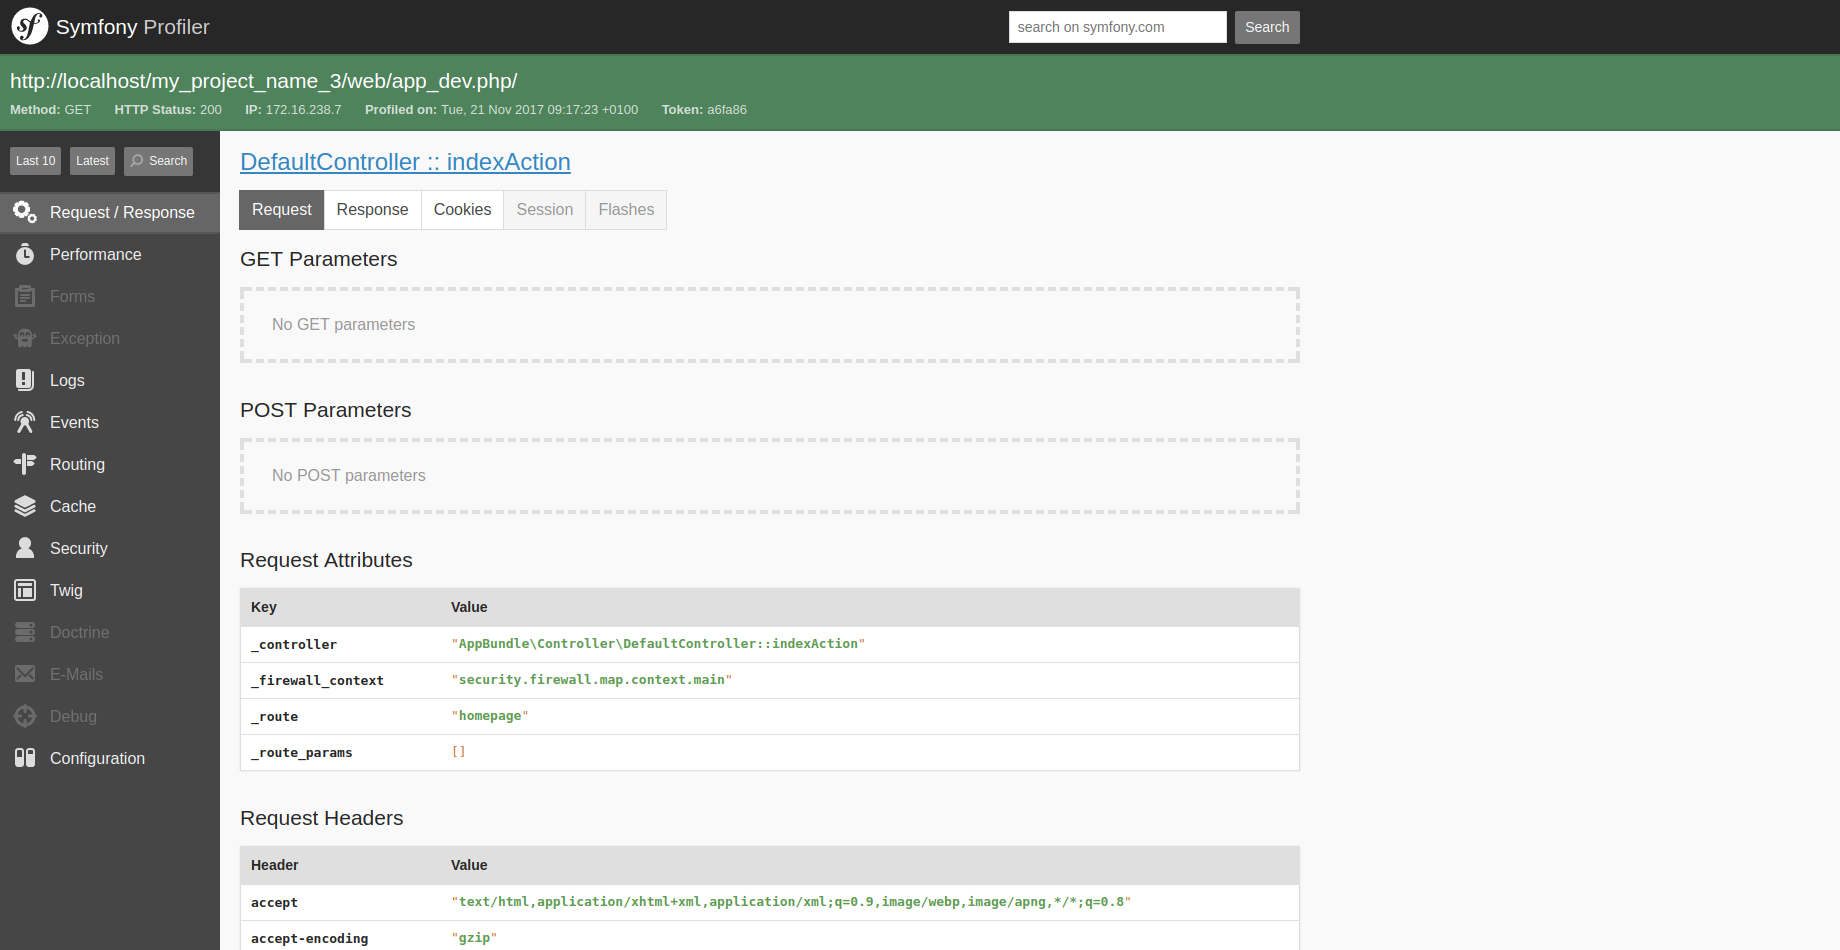 Symfony Profiler
search on symfony.com
Search
http://localhost/my_project_name_3/web/app_dev.php/
Method: GET HTTP Status: 200 IP: 172.16.238.7 Profiled on: Tue, 21 Nov 2017 09:17:23 +0100 Token: a6fa86
Last 10
Latest
Search
Request / Response
Performance
Forms
Exception
Logs
Events
Routing
Cache
Security
Twig
Doctrine
E-Mails
Debug
Configuration
DefaultController :: indexAction
Request Response Cookies Session Flashes
GET Parameters
No GET parameters
POST Parameters
No POST parameters
Request Attributes
Key Value
_controller "AppBundle\Controller\DefaultController::indexAction"
_firewall_context "security.firewall.map.context.main"
_route "homepage"
_route_params []
Request Headers
Header Value
accept "text/html,application/xhtml+xml,application/xml;q=0.9,image/webp,image/apng,*/*;q=0.8"
accept-encoding "gzip"